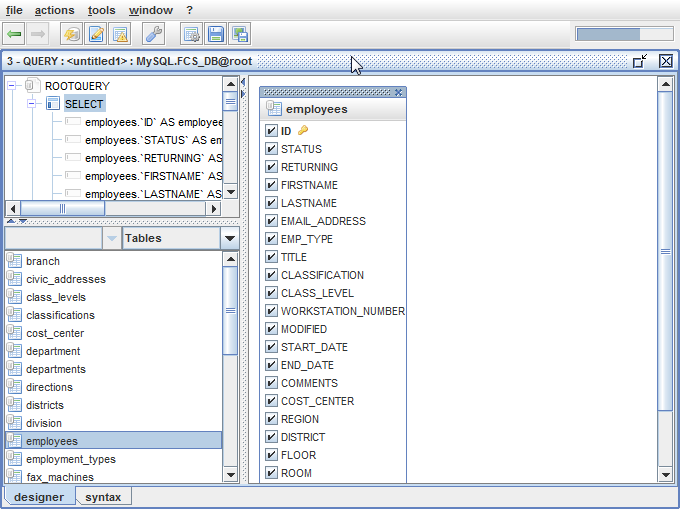 file actions tools window ?
3 - QUERY : <untitled1> : MySQL.FCS_DB@root
ROOTQUERY
SELECT
employees.`ID` AS employee
employees.`STATUS` AS em
employees.`RETURNING` AS
employees.`FIRSTNAME` AS
employees.`LASTNAME` AS
Tables
branch
civic_addresses
class_levels
classifications
cost_center
department
departments
directions
districts
division
employees
employment_types
fax_machines
employees
ID
STATUS
RETURNING
FIRSTNAME
LASTNAME
EMAIL_ADDRESS
EMP_TYPE
TITLE
CLASSIFICATION
CLASS_LEVEL
WORKSTATION_NUMBER
MODIFIED
START_DATE
END_DATE
COMMENTS
COST_CENTER
REGION
DISTRICT
FLOOR
ROOM
designer syntax